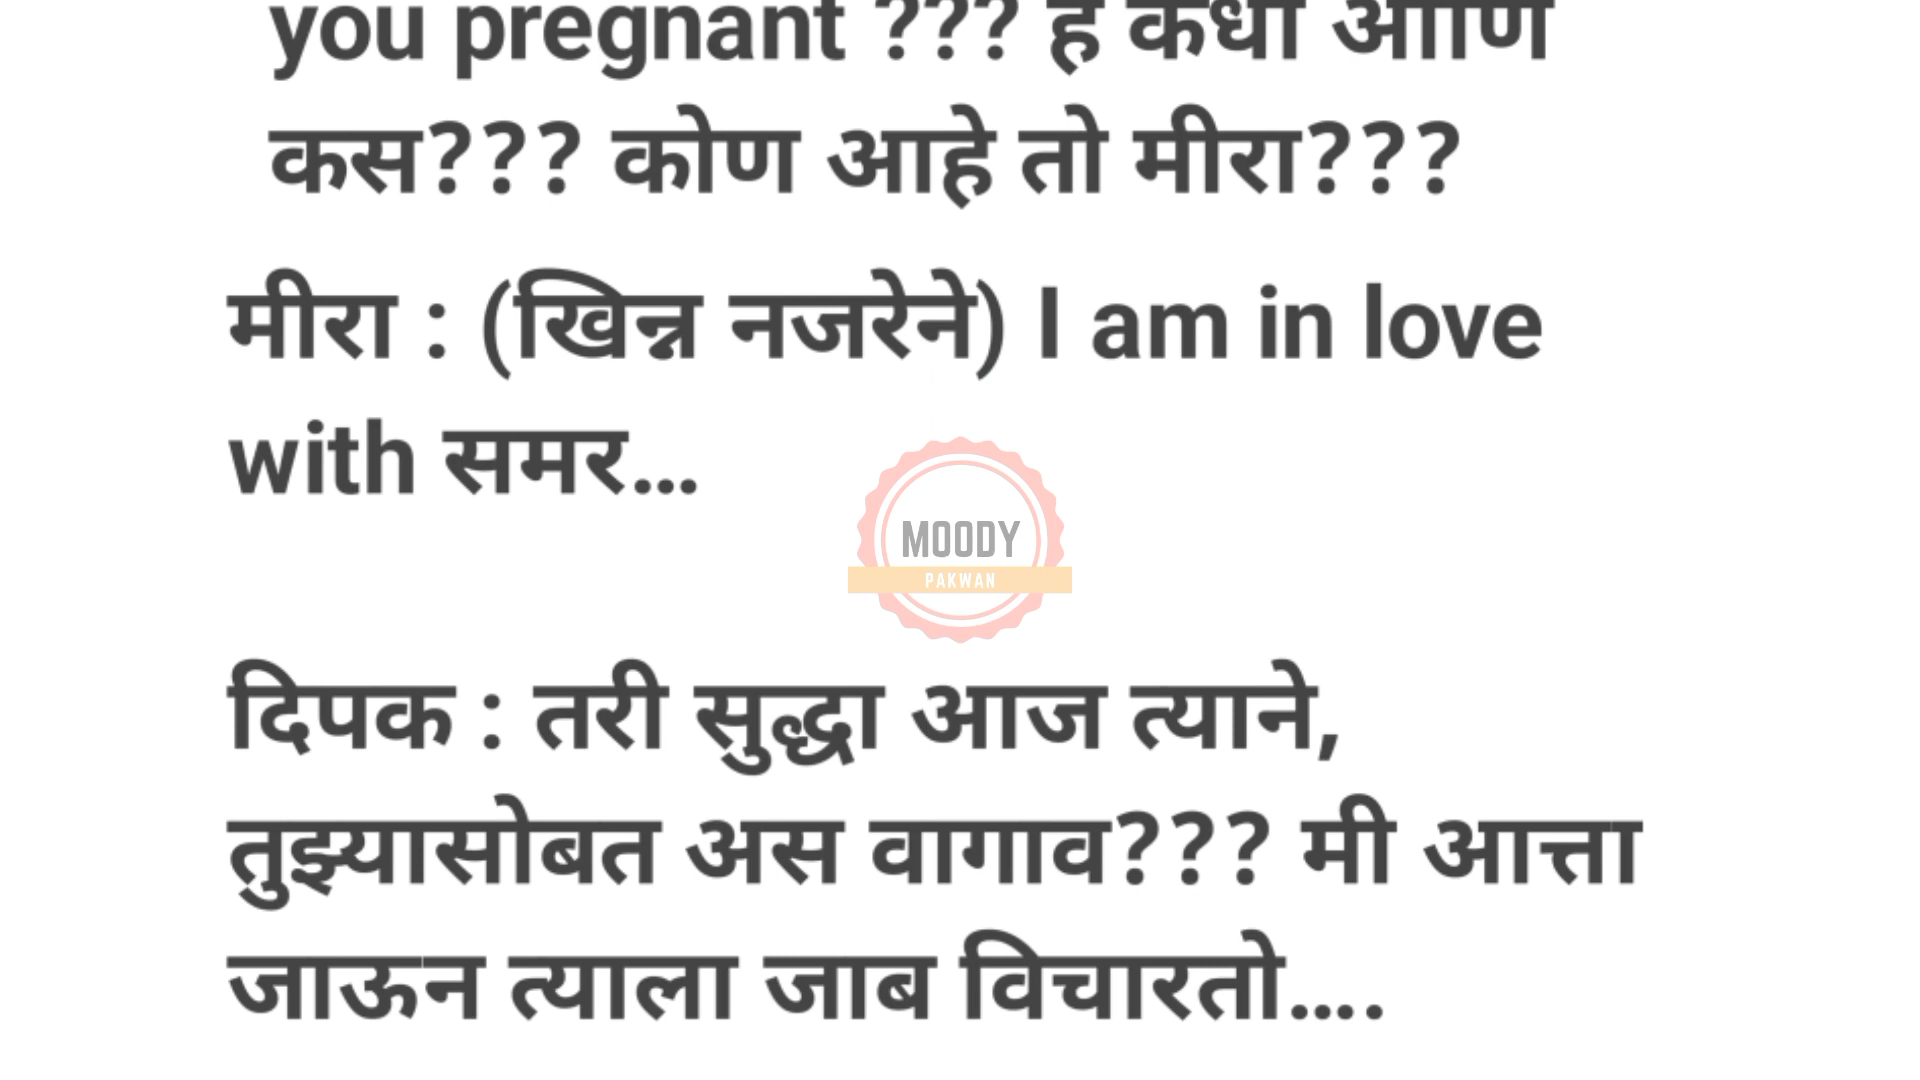 you pregnant ??? हे कधी आणि
कस??? कोण आहे तो मीरा???
मीरा : (खिन्न नजरेने) I am in love
with समर...
MOODY
PAKWAN
दिपक : तरी सुद्धा आज त्याने,
तुझ्यासोबत अस वागाव??? मी आत्ता
जाऊन त्याला जाब विचारतो....